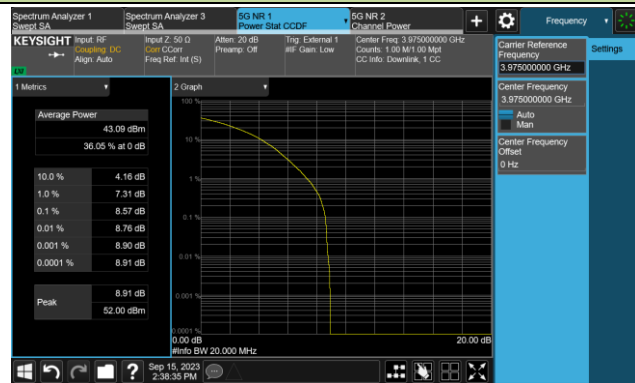 Spectrum Analyzer 1
Swept SA
Spectrum Analyzer 3
Swept SA
5G NR 1
Power Stat CCDF
5G NR 2
Channel Power
Frequency
KEYSIGHT
Input: RF
Coupling: DC
Align: Auto
Input Z: 50 Ω
Corr CCorr
Freq Ref: Int (S)
Atten: 20 dB
Preamp: Off
Trig: External 1
#IF Gain: Low
Center Freq: 3.975000000 GHz
Counts: 1.00 M/1.00 Mpt
CC Info: Downlink, 1 CC
1 Metrics
Average Power
43.09 dBm
36.05 % at 0 dB
10.0 % 4.16 dB
1.0 % 7.31 dB
0.1 % 8.57 dB
0.01 % 8.76 dB
0.001 % 8.90 dB
0.0001 % 8.91 dB
Peak
8.91 dB
52.00 dBm
2 Graph
100 %
10 %
1 %
0.1 %
0.01 %
0.001 %
0.0001 %
0.00 dB
20.00 dB
#Info BW 20.000 MHz
Carrier Reference
Frequency
3.975000000 GHz
Center Frequency
3.975000000 GHz
Auto
Man
Center Frequency
Offset
0 Hz
Settings
?
Sep 15, 2023
2:38:35 PM